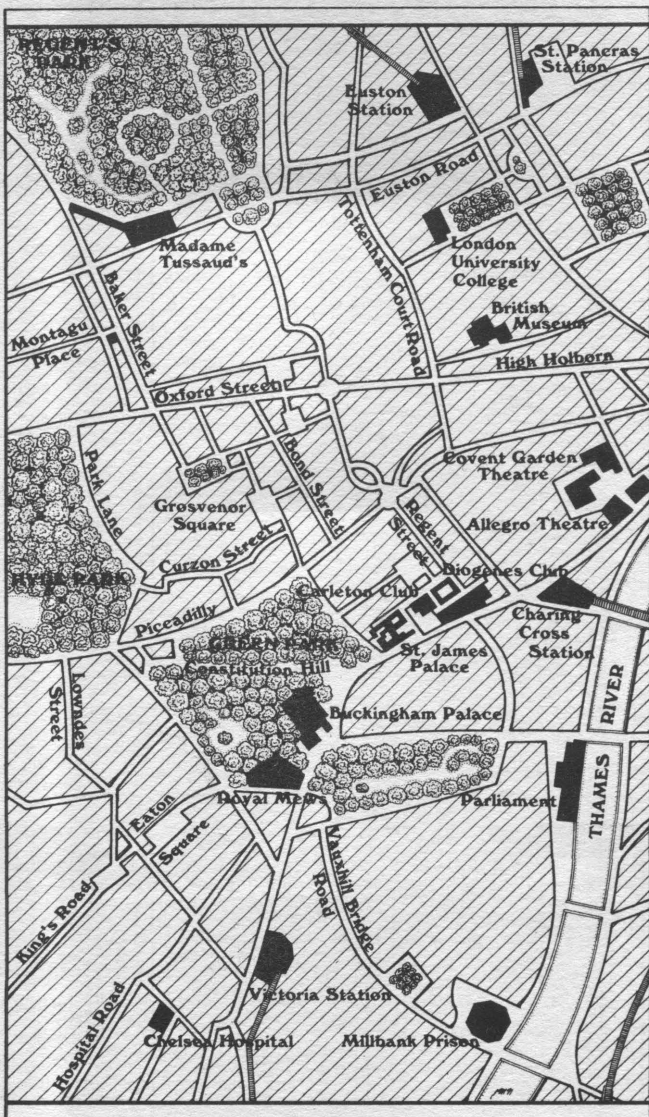 REGENT'S
PARK
St. Pancras
Station
Euston
Station
Euston Road
Tottenham Court Road
Madame
Tussaud's
London
University
College
Baker Street
British
Museum
Montagu
Place
High Holborn
Oxford Street
Park Lane
Bond Street
Covent Garden
Theatre
Grosvenor
Square
Regent
Street
Allegro Theatre
Curzon Street
Diogenes Club
HYDE PARK
Carleton Club
Picadilly
Charing
Cross
Station
GREEN PARK
St. James
Palace
Constitution Hill
Lowndes
Street
Buckingham Palace
THAMES RIVER
Royal Mews
Parliament
Eaton
Square
Vauxhill Bridge
Road
King's Road
Victoria Station
Hospital Road
Chelsea Hospital
Millbank Prison